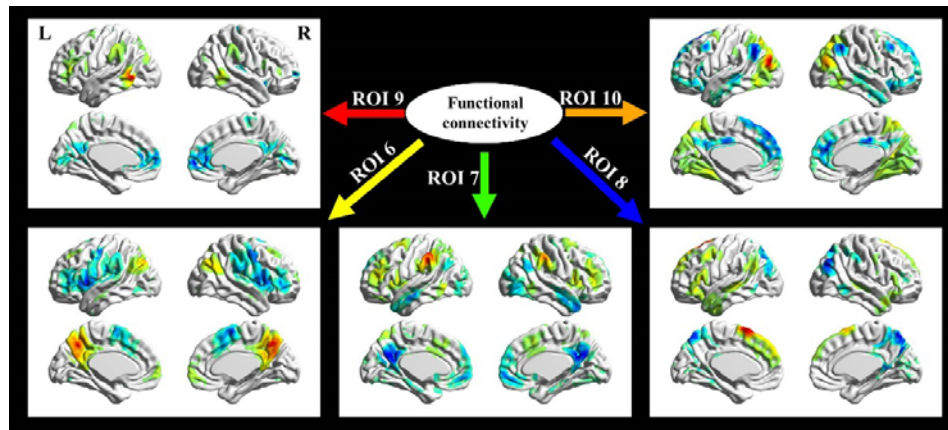 L
R
ROI 9
Functional
connectivity
ROI 10
ROI 6
ROI 7
ROI 8